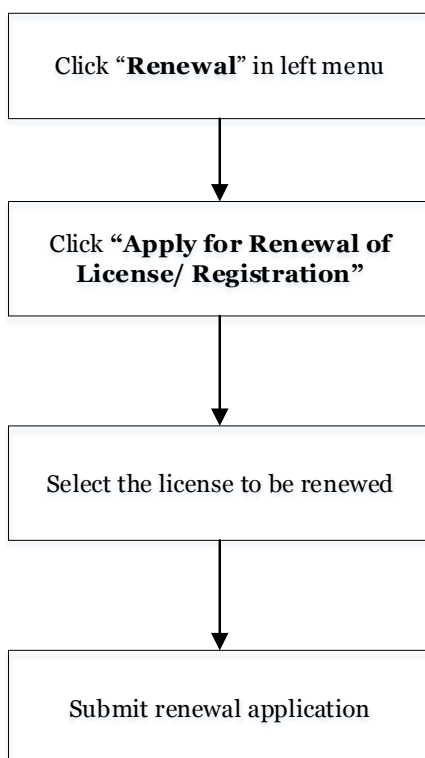 Click “Renewal” in left menu
Click “Apply for Renewal of
License/ Registration”
Select the license to be renewed
Submit renewal application